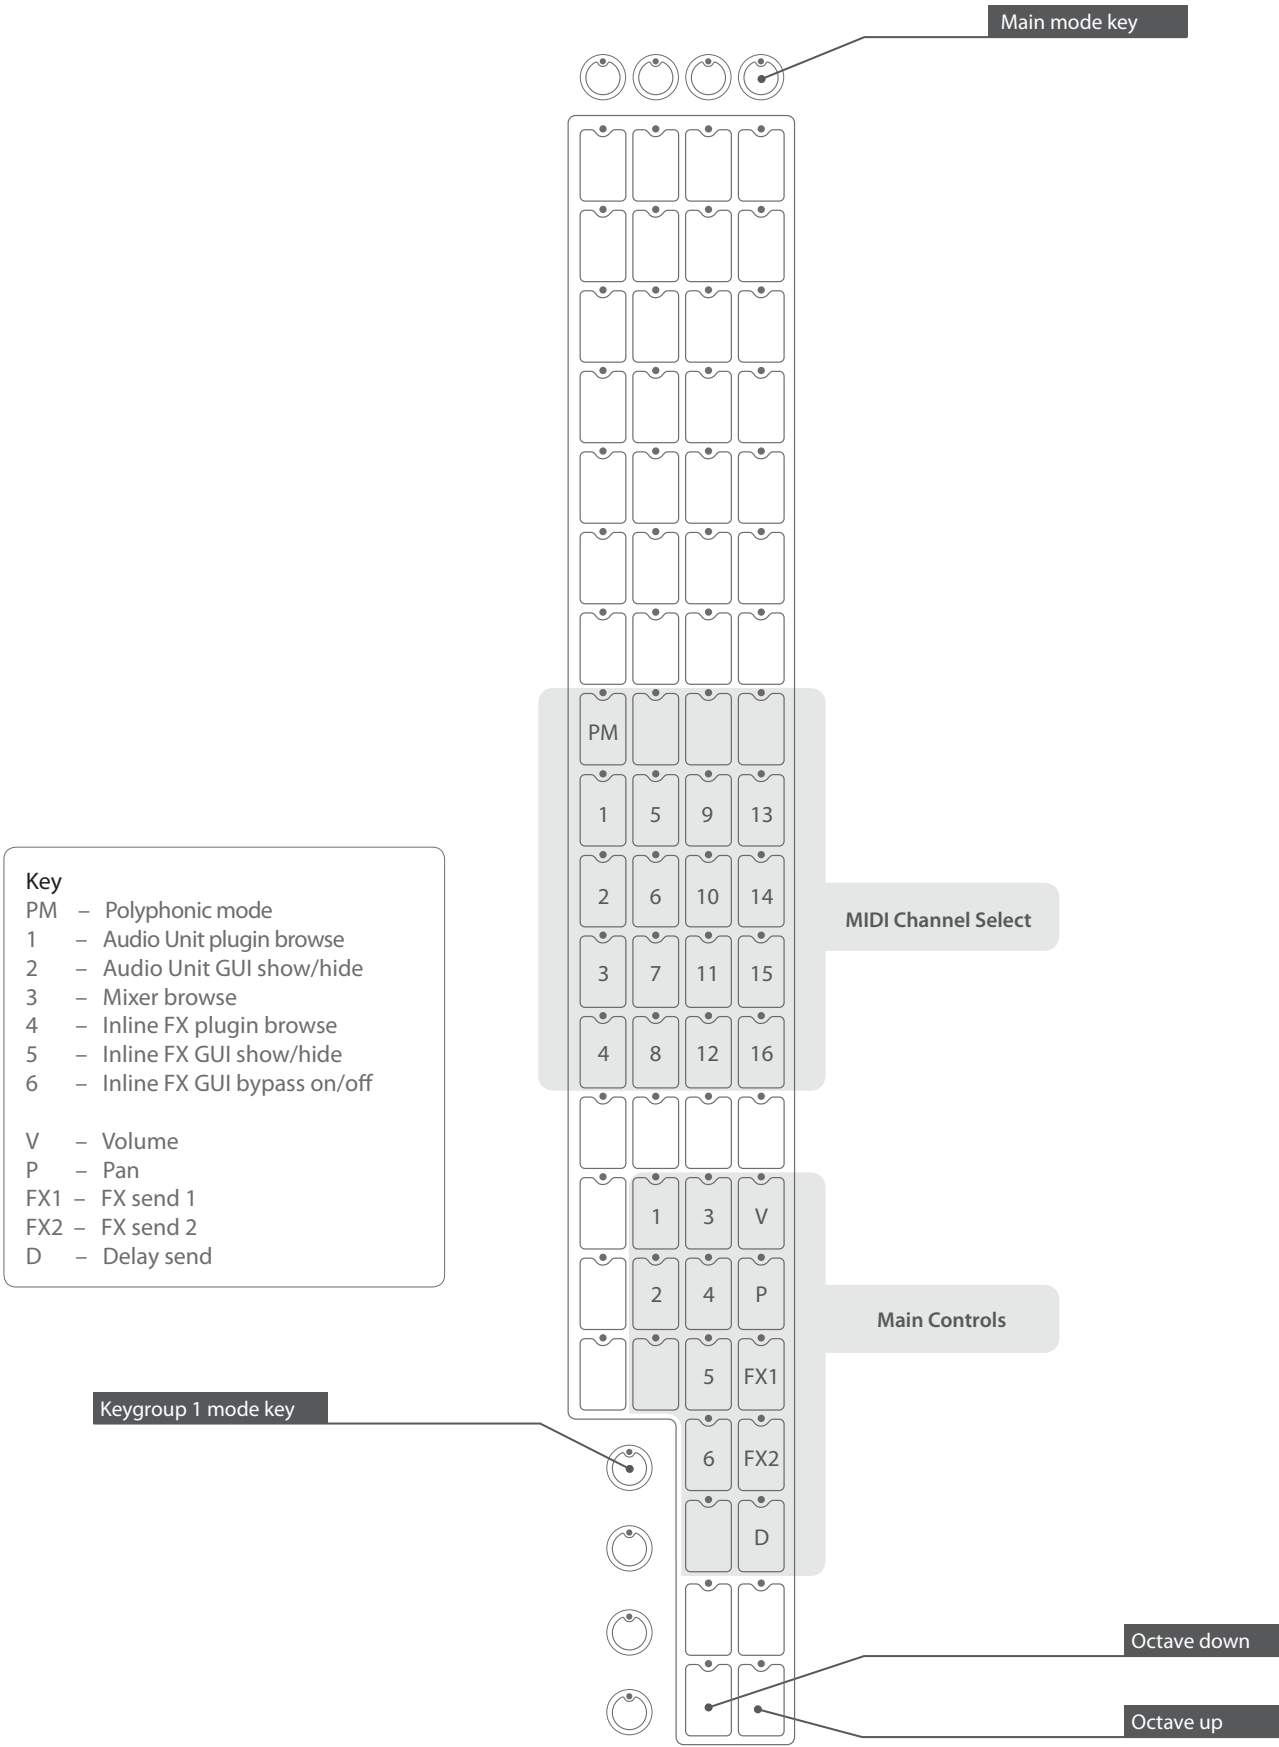 Main mode key
PM
1 5 9 13
2 6 10 14
3 7 11 15
4 8 12 16
MIDI Channel Select
Key
PM – Polyphonic mode
1 – Audio Unit plugin browse
2 – Audio Unit GUI show/hide
3 – Mixer browse
4 – Inline FX plugin browse
5 – Inline FX GUI show/hide
6 – Inline FX GUI bypass on/off
V – Volume
P – Pan
FX1 – FX send 1
FX2 – FX send 2
D – Delay send
1 3 V
2 4 P
5 FX1
6 FX2
D
Main Controls
Keygroup 1 mode key
Octave down
Octave up